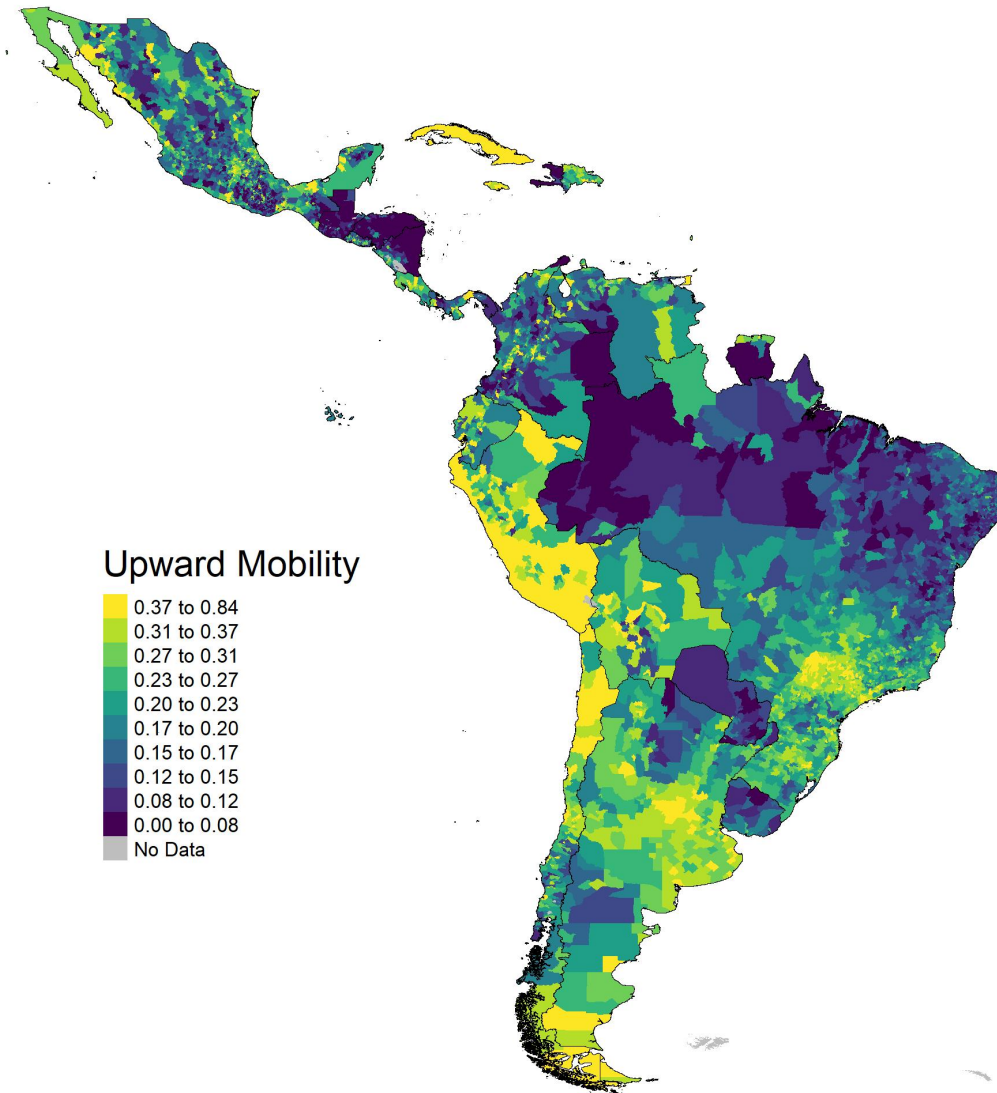 Upward Mobility
0.37 to 0.84
0.31 to 0.37
0.27 to 0.31
0.23 to 0.27
0.20 to 0.23
0.17 to 0.20
0.15 to 0.17
0.12 to 0.15
0.08 to 0.12
0.00 to 0.08
No Data